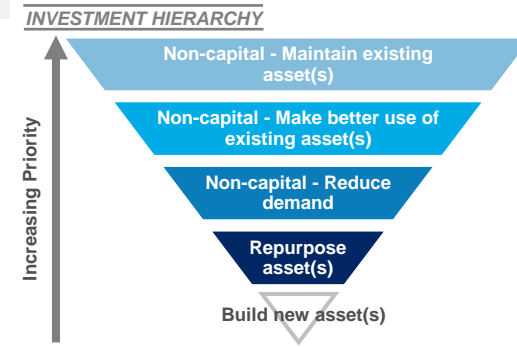 INVESTMENT HIERARCHY
Non-capital - Maintain existing
asset(s)
Non-capital - Make better use of
existing asset(s)
Non-capital - Reduce
demand
Repurpose
asset(s)
Build new asset(s)
Increasing Priority